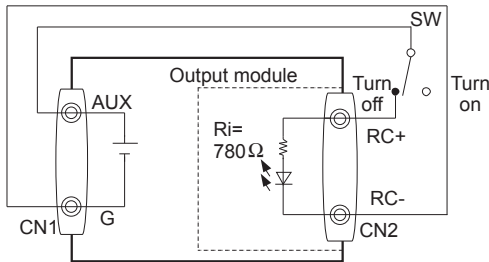 SW
Output module
Turn
off
Turn
on
AUX
Ri=
780Ω
RC+
RC-
CN1
G
CN2